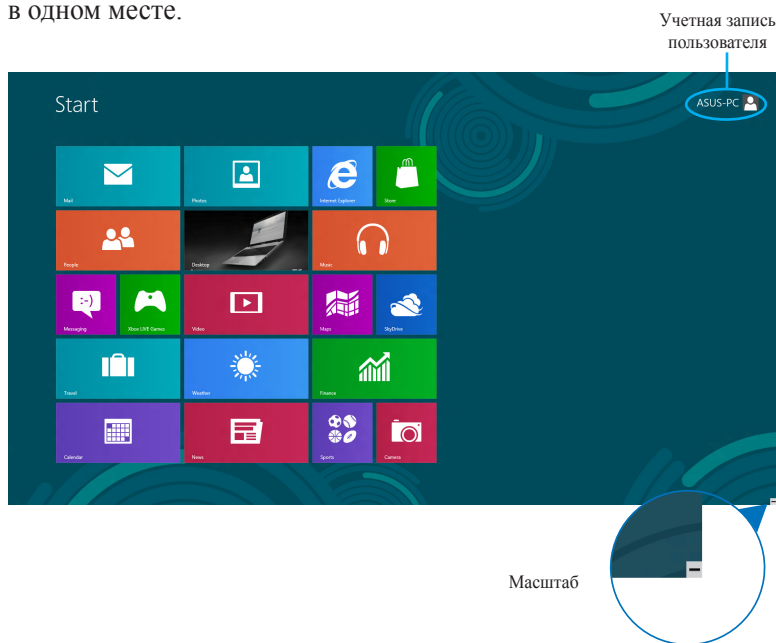 в одном месте.
Учетная запись
пользователя
Start
ASUS-PC
Mail
Photos
Internet Explorer
Store
People
Desktop
Music
Messaging
Xbox LIVE Games
Video
Maps
SkyDrive
Travel
Weather
Finance
Calendar
News
Sports
Camera
Масштаб